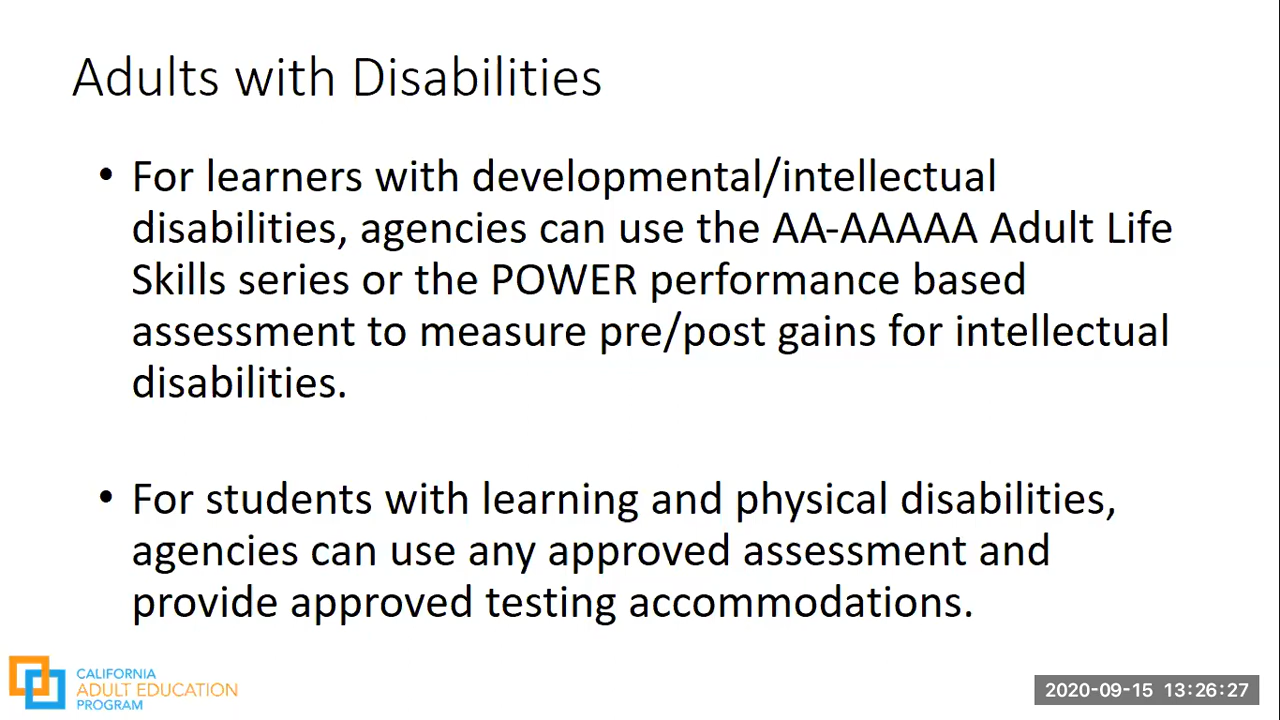 Adults with Disabilities
• For learners with developmental/intellectual
disabilities, agencies can use the AA-AAAAA Adult Life
Skills series or the POWER performance based
assessment to measure pre/post gains for intellectual
disabilities.
• For students with learning and physical disabilities,
agencies can use any approved assessment and
provide approved testing accommodations.
CALIFORNIA
ADULT EDUCATION
PROGRAM
2020-09-15 13:26:27